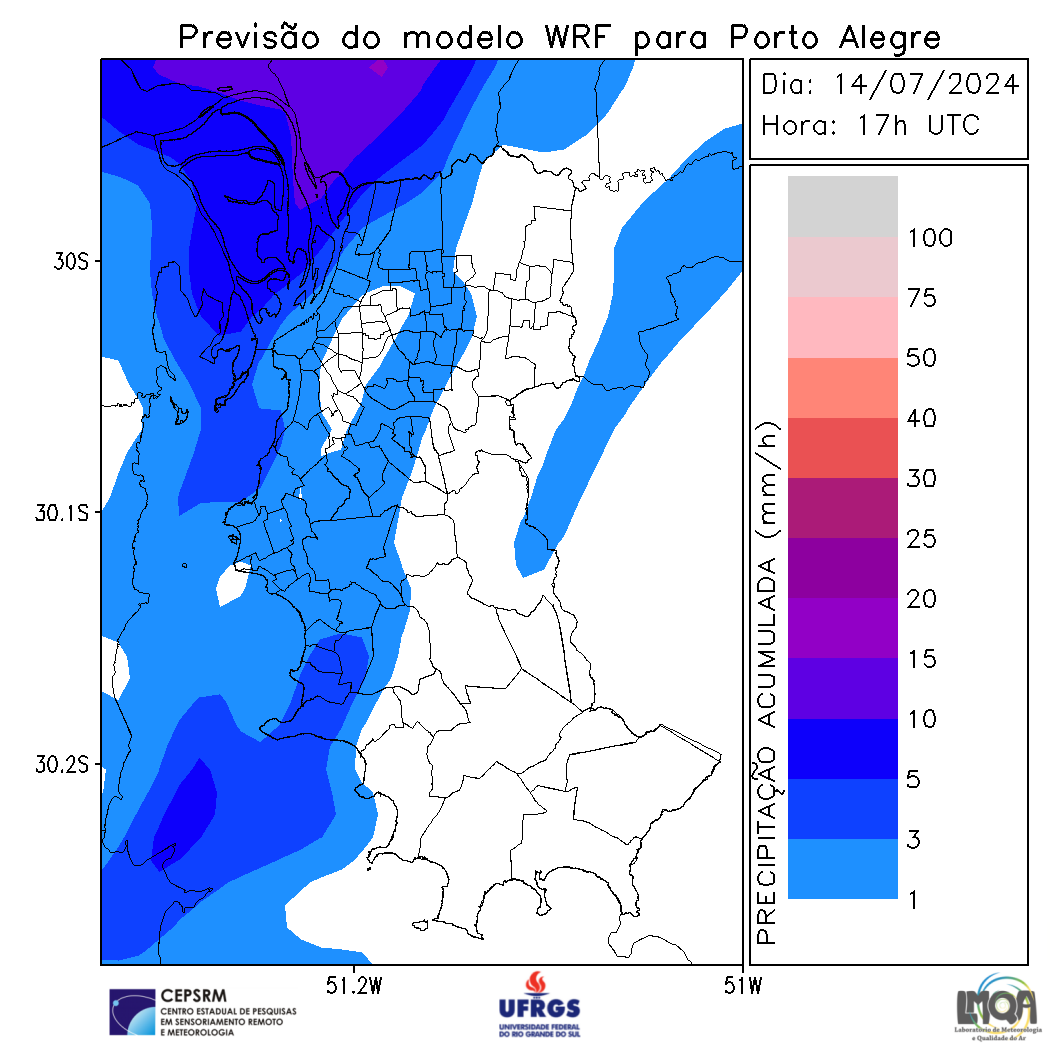 Previsão do modelo WRF para Porto Alegre
Dia: 14/07/2024
Hora: 17h UTC
100
75
50
40
30
25
20
15
10
5
3
1
PRECIPITAÇÃO ACUMULADA (mm/h)
30S
30.1S
30.2S
51.2W
51W
CEPSRM
CENTRO ESTADUAL DE PESQUISAS
EM SENSORIAMENTO REMOTO
E METEOROLOGIA
UFRGS
UNIVERSIDADE FEDERAL
DO RIO GRANDE DO SUL
LMQA
Laboratório de Meteorologia
e Qualidade do Ar